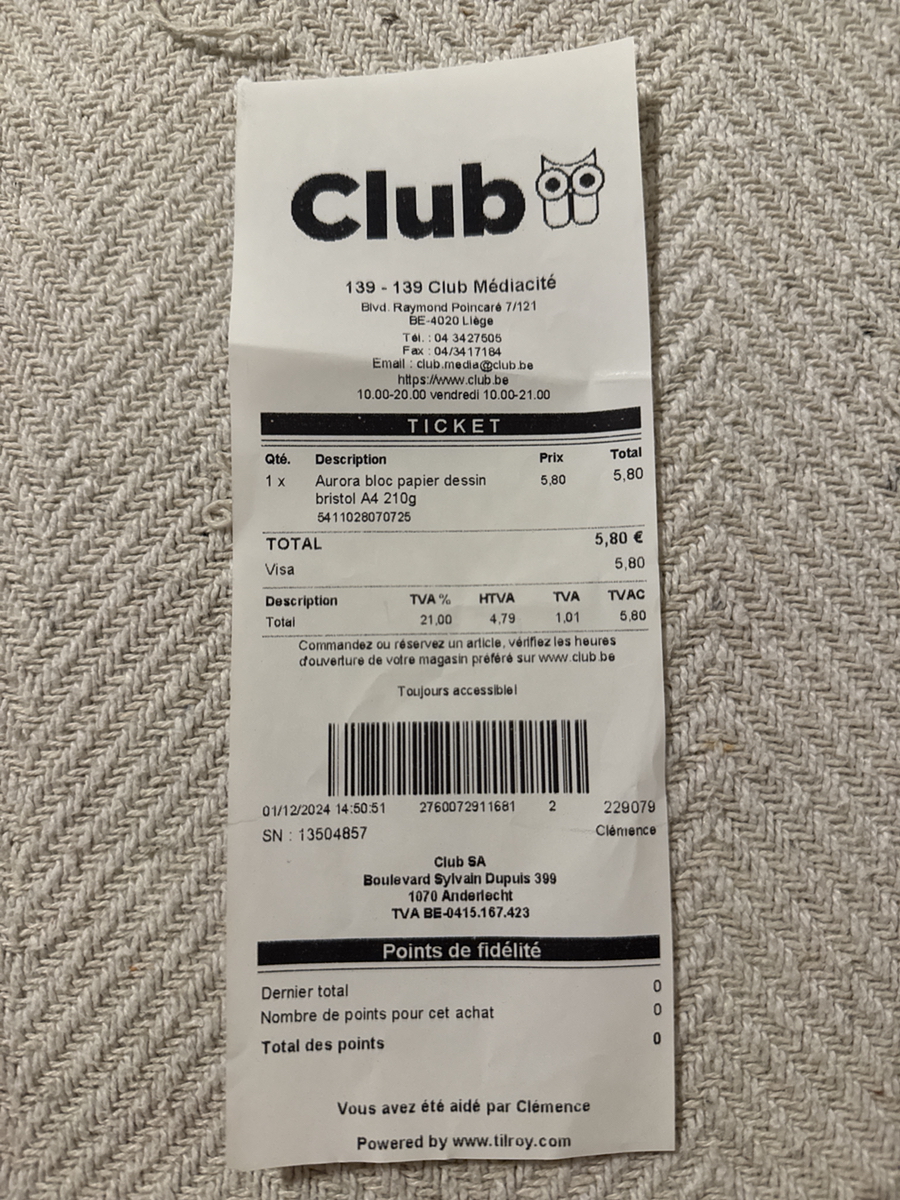 Club
139 - 139 Club Médiacité
Blvd. Raymond Poincaré 7/121
BE-4020 Liège
Tél. : 04 3427605
Fax : 04/3417184
Email : club.media@club.be
https://www.club.be
10.00-20.00 vendredi 10.00-21.00
TICKET
Qté. Description Prix Total
1 x Aurora bloc papier dessin 5,80 5,80
bristol A4 210g
5411028070725
TOTAL 5,80 €
Visa 5,80
Description TVA % HTVA TVA TVAC
Total 21,00 4,79 1,01 5,80
Commandez ou réservez un article, vérifiez les heures
d'ouverture de votre magasin préféré sur www.club.be
Toujours accessible!
01/12/2024 14:50:51 2760072911681 2 229079
SN : 13504857 Clémence
Club SA
Boulevard Sylvain Dupuis 399
1070 Anderlecht
TVA BE-0415.167.423
Points de fidélité
Dernier total 0
Nombre de points pour cet achat 0
Total des points 0
Vous avez été aidé par Clémence
Powered by www.tilroy.com